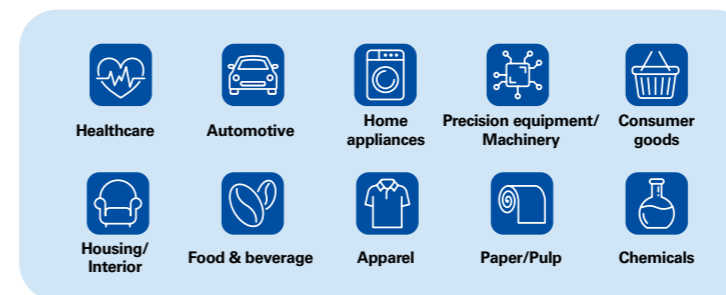 Healthcare
Automotive
Home
appliances
Precision equipment/
Machinery
Consumer
goods
Housing/
Interior
Food & beverage
Apparel
Paper/Pulp
Chemicals